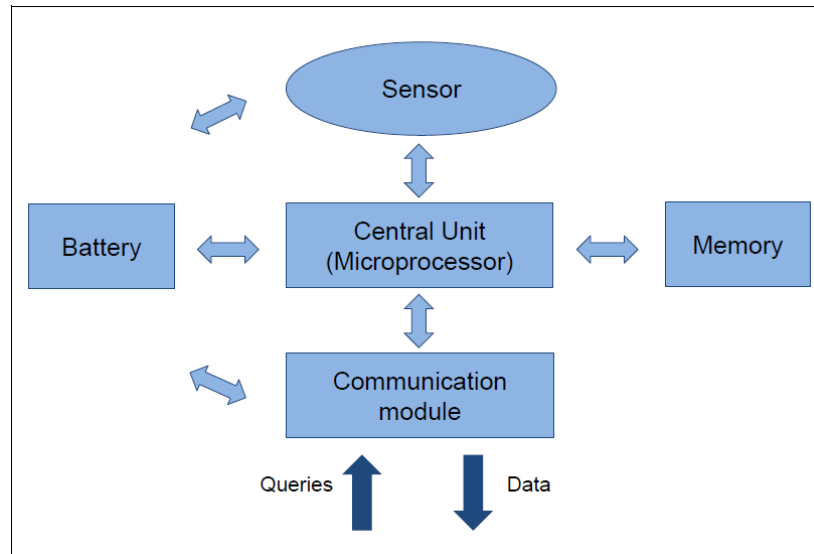 Sensor
Battery
Central Unit
(Microprocessor)
Memory
Communication
module
Queries
Data